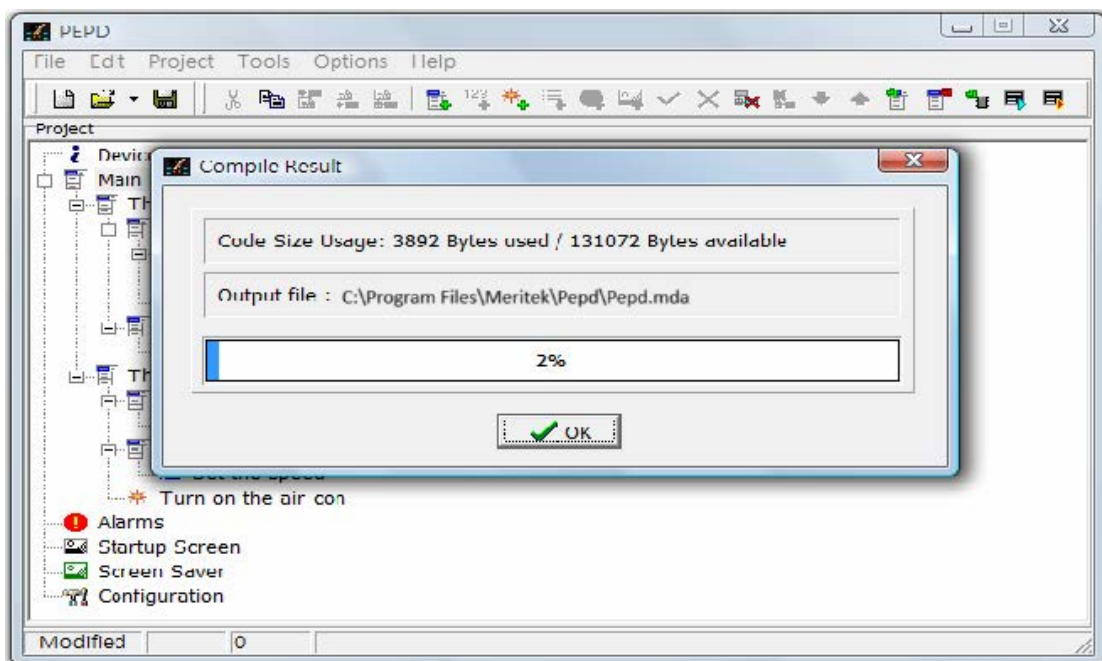 PEPD
File Edit Project Tools Options Help
Project
Main
Compile Result
Code Size Usage: 3892 Bytes used / 131072 Bytes available
Output file : C:\Program Files\Meritek\Pepd\Pepd.mda
2%
OK
Turn on the air con
Alarms
Startup Screen
Screen Saver
Configuration
Modified 0